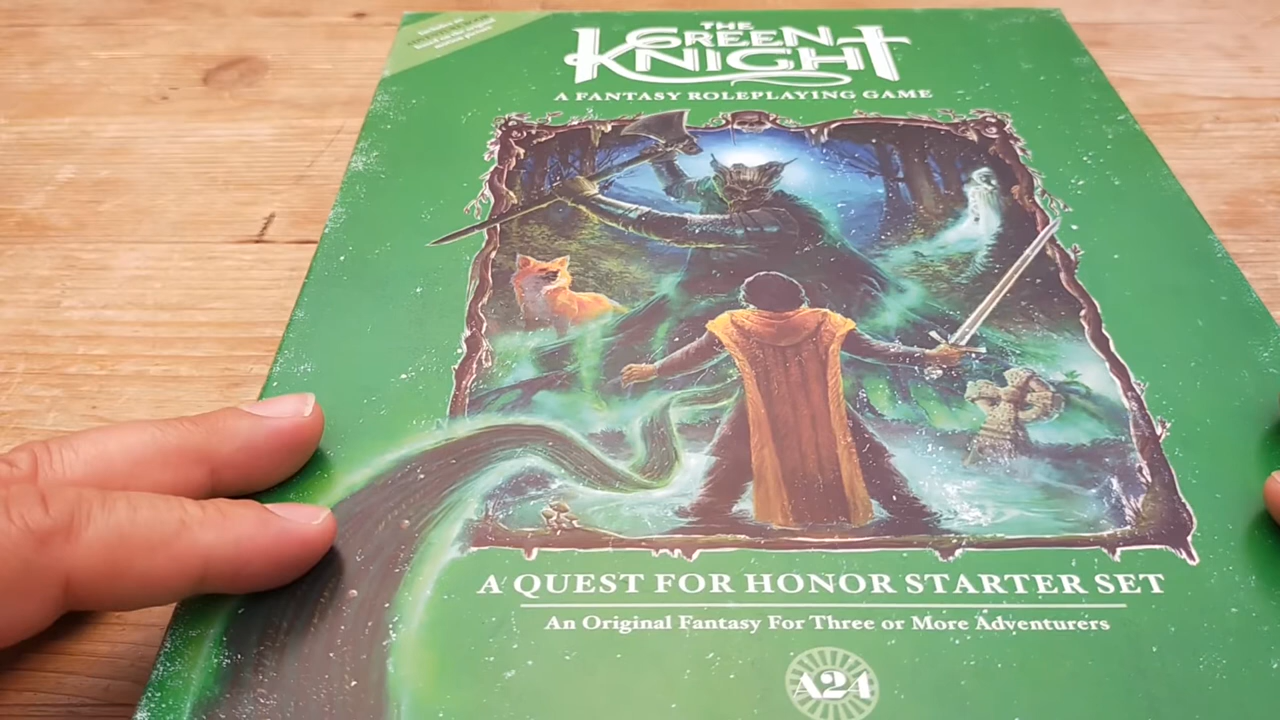 THE
GREEN
KNIGHT
A FANTASY ROLEPLAYING GAME
A QUEST FOR HONOR STARTER SET
An Original Fantasy For Three or More Adventurers
A24